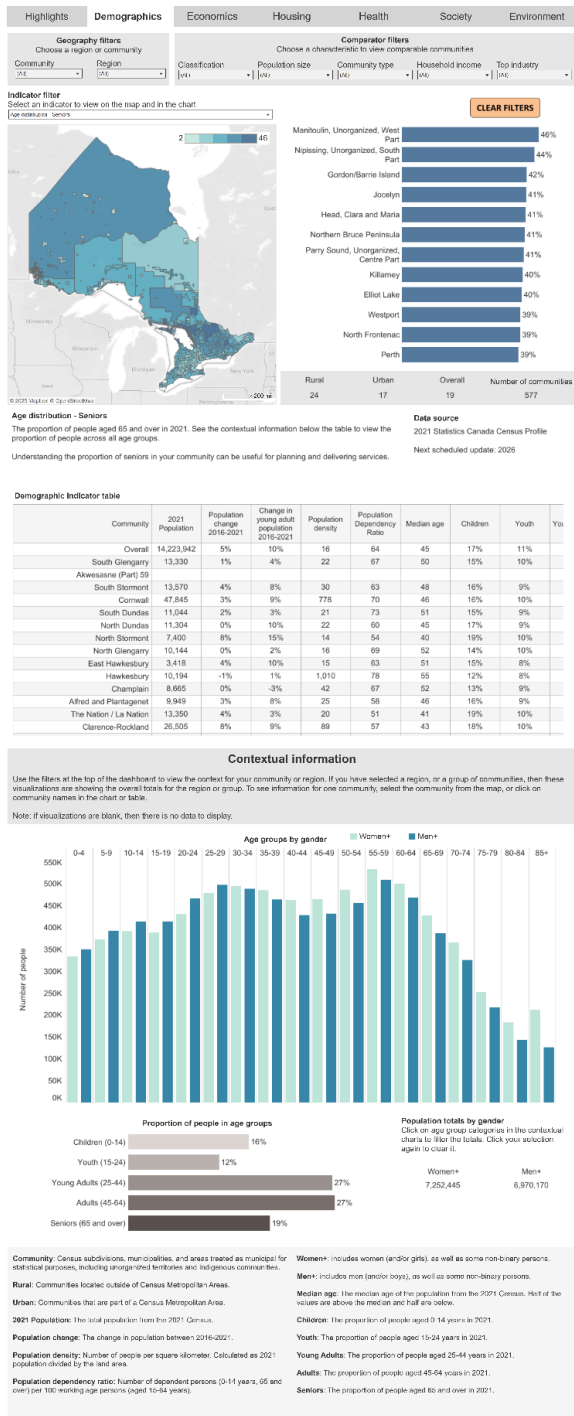 Highlights Demographics Economics Housing Health Society Environment
Geography filters
Choose a region or community
Community Region
(All) (All)
Comparator filters
Choose a characteristic to view comparable communities
Classification Population size Community type Household income Top industry
(All) (All) (All) (All) (All)
Indicator filter
Select an indicator to view on the map and in the chart
Age distribution - Seniors
CLEAR FILTERS
2 46
Minnesota
Wisconsin
Michigan
New York
Pennsylvania
© 2025 Mapbox © OpenStreetMap
200 mi
Manitoulin, Unorganized, West Part 46%
Nipissing, Unorganized, South Part 44%
Gordon/Barrie Island 42%
Jocelyn 41%
Head, Clara and Maria 41%
Northern Bruce Peninsula 41%
Parry Sound, Unorganized, Centre Part 41%
Killarney 40%
Elliot Lake 40%
Westport 39%
North Frontenac 39%
Perth 39%
Rural Urban Overall Number of communities
24 17 19 577
Age distribution - Seniors
The proportion of people aged 65 and over in 2021. See the contextual information below the table to view the
proportion of people across all age groups.
Understanding the proportion of seniors in your community can be useful for planning and delivering services.
Data source
2021 Statistics Canada Census Profile
Next scheduled update: 2026
Demographic Indicator table
Community 2021 Population Population change 2016-2021 Change in young adult population 2016-2021 Population density Population Dependency Ratio Median age Children Youth You
Overall 14,223,942 5% 10% 16 64 45 17% 11%
South Glengarry 13,330 1% 4% 22 67 50 15% 10%
Akwesasne (Part) 59
South Stormont 13,570 4% 8% 30 63 48 16% 9%
Cornwall 47,845 3% 9% 778 70 46 16% 10%
South Dundas 11,044 2% 3% 21 73 51 15% 9%
North Dundas 11,304 0% 10% 22 60 45 17% 9%
North Stormont 7,400 8% 15% 14 54 40 19% 10%
North Glengarry 10,144 0% 2% 16 69 52 14% 10%
East Hawkesbury 3,418 4% 10% 15 63 51 15% 8%
Hawkesbury 10,194 -1% 1% 1,010 78 55 12% 8%
Champlain 8,665 0% -3% 42 67 52 13% 9%
Alfred and Plantagenet 9,949 3% 8% 25 58 46 16% 9%
The Nation / La Nation 13,350 4% 3% 20 51 41 19% 10%
Clarence-Rockland 26,505 8% 9% 89 57 43 18% 10%
Contextual information
Use the filters at the top of the dashboard to view the context for your community or region. If you have selected a region, or a group of communities, then these
visualizations are showing the overall totals for the region or group. To see information for one community, select the community from the map, or click on
community names in the chart or table.
Note: if visualizations are blank, then there is no data to display.
Age groups by gender Women+ Men+
0-4 5-9 10-14 15-19 20-24 25-29 30-34 35-39 40-44 45-49 50-54 55-59 60-64 65-69 70-74 75-79 80-84 85+
Number of people
550K
500K
450K
400K
350K
300K
250K
200K
150K
100K
50K
0K
Proportion of people in age groups
Children (0-14) 16%
Youth (15-24) 12%
Young Adults (25-44) 27%
Adults (45-64) 27%
Seniors (65 and over) 19%
Population totals by gender
Click on age group categories in the contextual
charts to filter the totals. Click your selection
again to clear it.
Women+ Men+
7,252,445 6,970,170
Community: Census subdivisions, municipalities, and areas treated as municipal for
statistical purposes, including unorganized territories and Indigenous communities.
Rural: Communities located outside of Census Metropolitan Areas.
Urban: Communities that are part of a Census Metropolitan Area.
2021 Population: The total population from the 2021 Census.
Population change: The change in population between 2016-2021.
Population density: Number of people per square kilometer. Calculated as 2021
population divided by the land area.
Population dependency ratio: Number of dependent persons (0-14 years, 65 and
over) per 100 working age persons (aged 15-64 years).
Women+: includes women (and/or girls), as well as some non-binary persons.
Men+: includes men (and/or boys), as well as some non-binary persons.
Median age: The median age of the population from the 2021 Census. Half of the
values are above the median and half are below.
Children: The proportion of people aged 0-14 years in 2021.
Youth: The proportion of people aged 15-24 years in 2021.
Young Adults: The proportion of people aged 25-44 years in 2021.
Adults: The proportion of people aged 45-64 years in 2021.
Seniors: The proportion of people aged 65 and over in 2021.